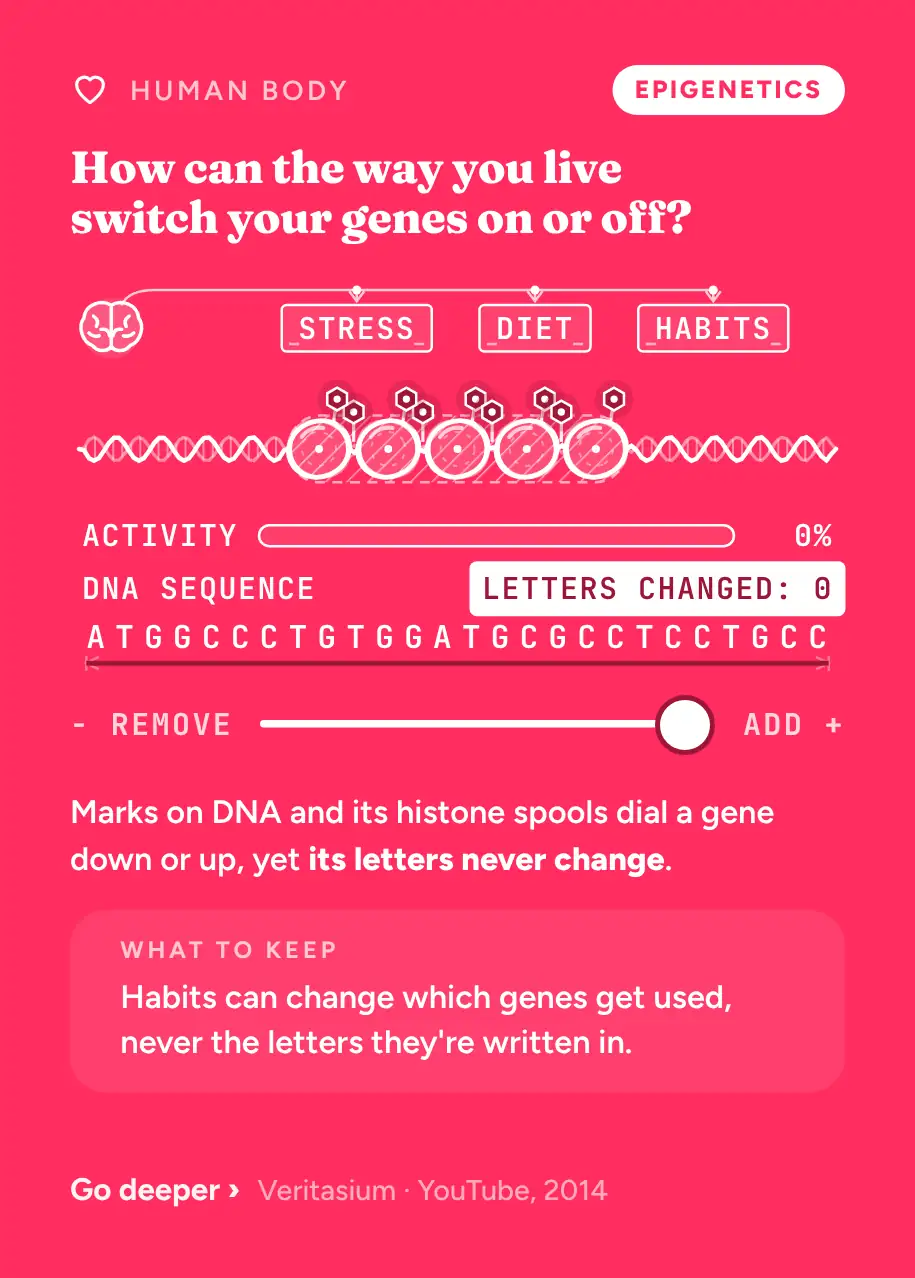 HUMAN BODY
EPIGENETICS
How can the way you live
switch your genes on or off?
_STRESS_
_DIET_
_HABITS_
ACTIVITY 0%
DNA SEQUENCE LETTERS CHANGED: 0
ATGGCCCTGTGGATGCGCCTCCTGCC
- REMOVE ADD +
Marks on DNA and its histone spools dial a gene
down or up, yet its letters never change.
WHAT TO KEEP
Habits can change which genes get used,
never the letters they're written in.
Go deeper › Veritasium · YouTube, 2014